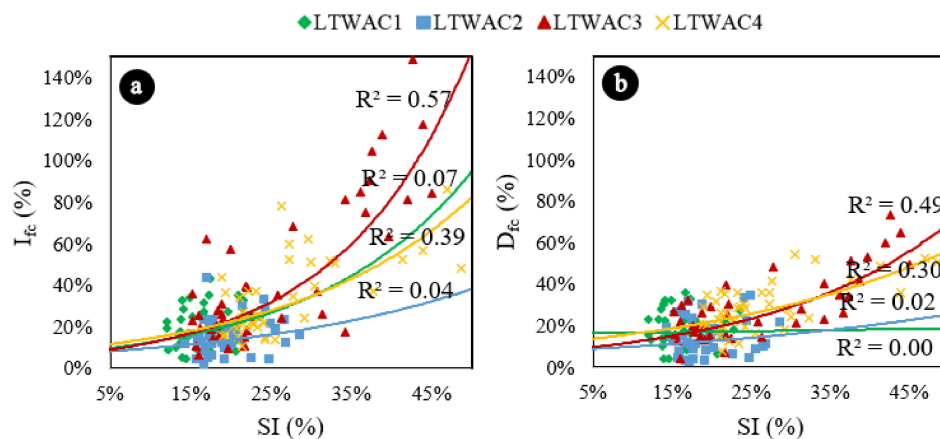 LTWAC1 LTWAC2 LTWAC3 LTWAC4
a
I_fc (%)
140%
120%
100%
80%
60%
40%
20%
0%
R² = 0.57
R² = 0.07
R² = 0.39
R² = 0.04
5% 15% 25% 35% 45%
SI (%)
b
D_fc (%)
140%
120%
100%
80%
60%
40%
20%
0%
R² = 0.49
R² = 0.30
R² = 0.02
R² = 0.00
5% 15% 25% 35% 45%
SI (%)